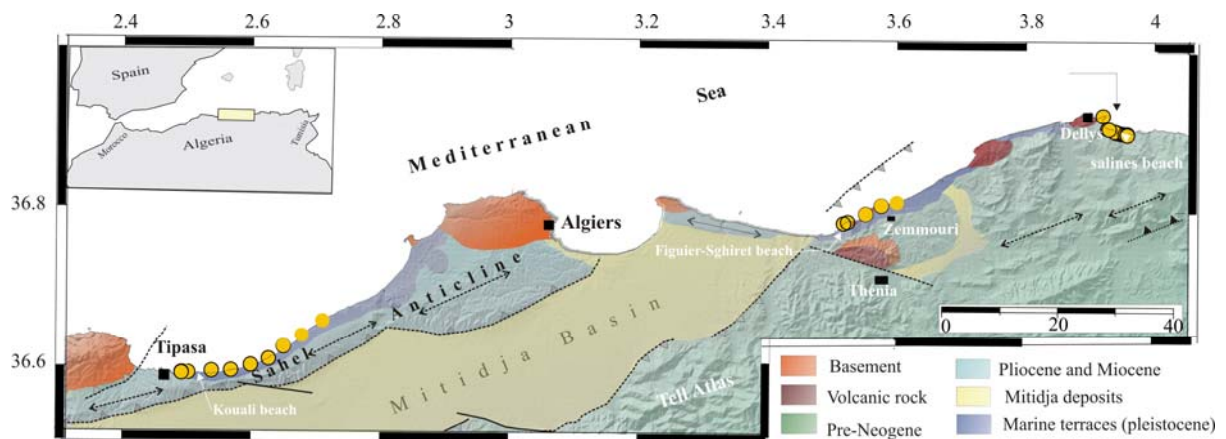 2.4 2.6 2.8 3 3.2 3.4 3.6 3.8 4
36.8
36.6
Spain
Morocco
Algeria
Tunisia
Mediterranean
Sea
Dellys
salines beach
Algiers
Zemmouri
Figuier-Sghiret beach
Thénia
Sahel Anticline
Mitidja Basin
Tipasa
Kouali beach
Tell Atlas
0 10 20 30 40
Basement
Volcanic rock
Pre-Neogene
Pliocene and Miocene
Mitidja deposits
Marine terraces (pleistocene)